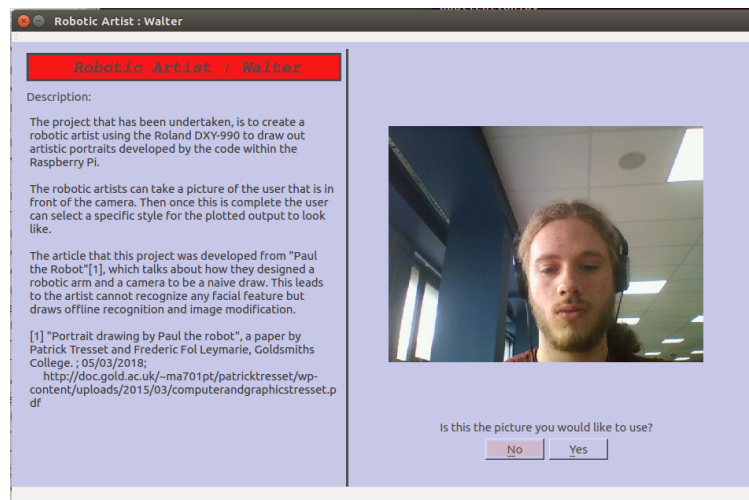 Robotic Artist : Walter
Robotic Artist : Walter
Description:
The project that has been undertaken, is to create a
robotic artist using the Roland DXY-990 to draw out
artistic portraits developed by the code within the
Raspberry Pi.
The robotic artists can take a picture of the user that is in
front of the camera. Then once this is complete the user
can select a specific style for the plotted output to look
like.
The article that this project was developed from "Paul
the Robot"[1], which talks about how they designed a
robotic arm and a camera to be a naive draw. This leads
to the artist cannot recognize any facial feature but
draws offline recognition and image modification.
[1] "Portrait drawing by Paul the robot", a paper by
Patrick Tresset and Frederic Fol Leymarie, Goldsmiths
College. ; 05/03/2018;
http://doc.gold.ac.uk/~ma701pt/patricktresset/wp-
content/uploads/2015/03/computerandgraphicstresset.p
df
Is this the picture you would like to use?
No Yes